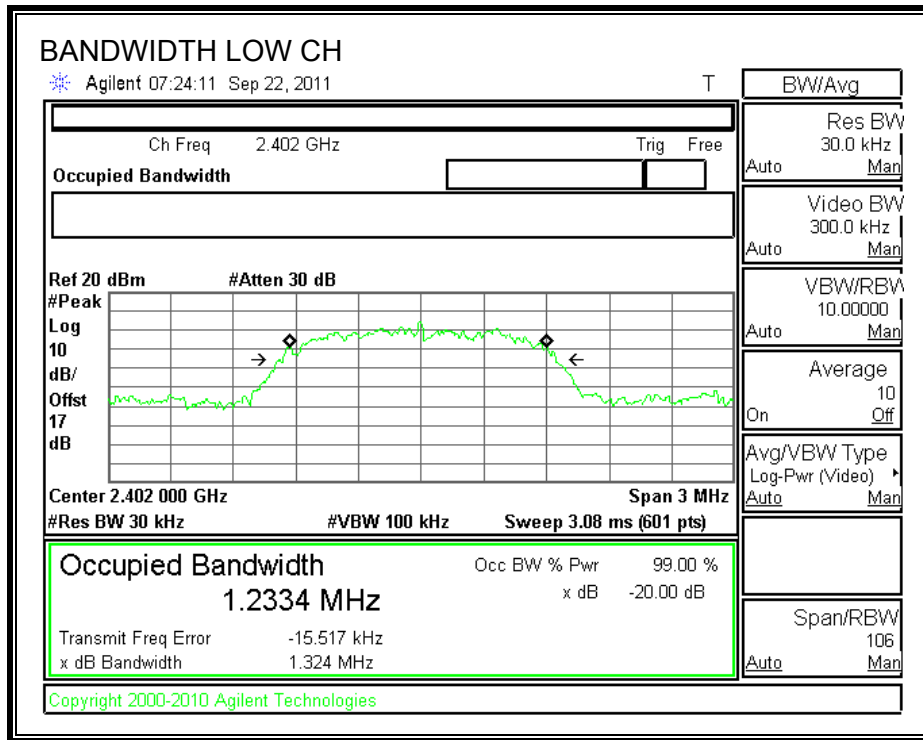 BANDWIDTH LOW CH
Agilent 07:24:11 Sep 22, 2011 T
Ch Freq 2.402 GHz Trig Free
Occupied Bandwidth
Ref 20 dBm #Atten 30 dB
#Peak
Log
10
dB/
Offst
17
dB
Center 2.402 000 GHz Span 3 MHz
#Res BW 30 kHz #VBW 100 kHz Sweep 3.08 ms (601 pts)
Occupied Bandwidth Occ BW % Pwr 99.00 %
1.2334 MHz x dB -20.00 dB
Transmit Freq Error -15.517 kHz
x dB Bandwidth 1.324 MHz
Copyright 2000-2010 Agilent Technologies
BW/Avg
Res BW
30.0 kHz
Auto Man
Video BW
300.0 kHz
Auto Man
VBW/RBW
10.00000
Auto Man
Average
10
On Off
Avg/VBW Type
Log-Pwr (Video)
Auto Man
Span/RBW
106
Auto Man